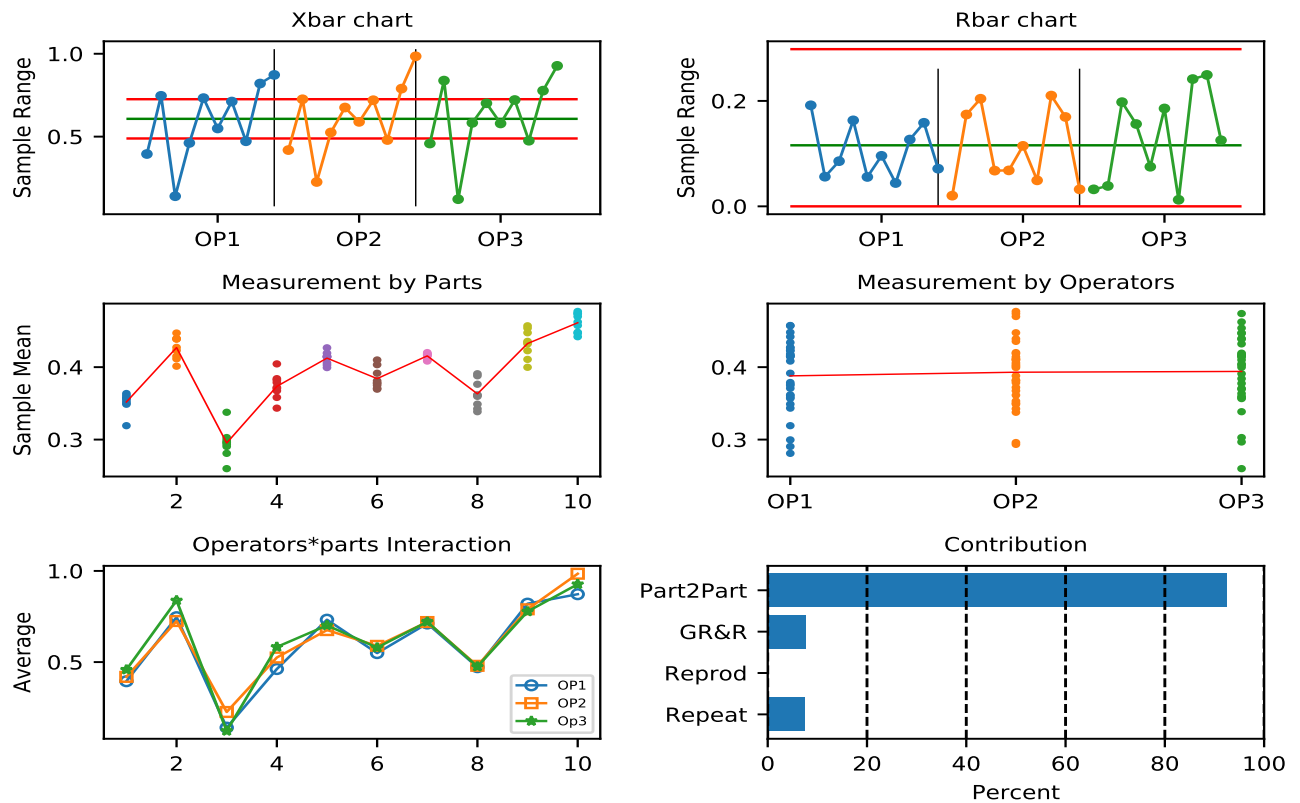 Xbar chart
Sample Range
1.0
0.5
OP1 OP2 OP3
Rbar chart
Sample Range
0.2
0.0
OP1 OP2 OP3
Measurement by Parts
Sample Mean
0.4
0.3
2 4 6 8 10
Measurement by Operators
0.4
0.3
OP1 OP2 OP3
Operators*parts Interaction
Average
1.0
0.5
OP1
OP2
Op3
2 4 6 8 10
Contribution
Part2Part
GR&R
Reprod
Repeat
0 20 40 60 80 100
Percent